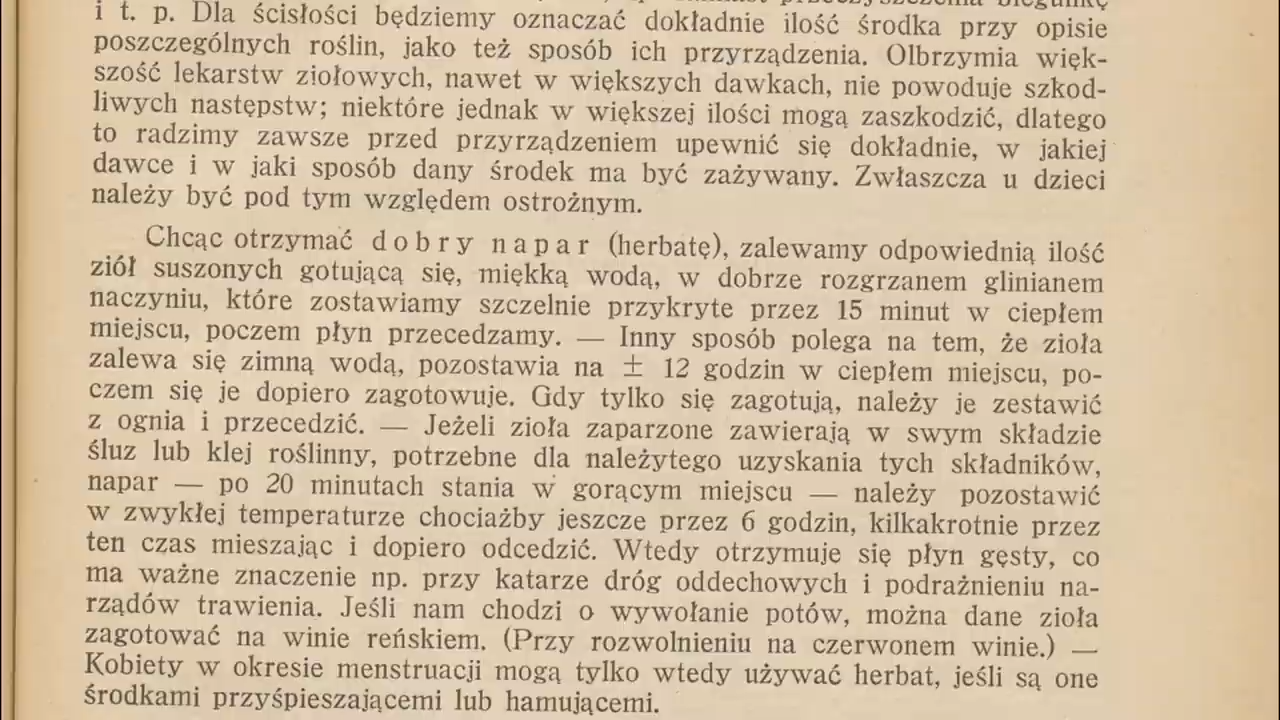 i t. p. Dla ścisłości będziemy oznaczać dokładnie ilość środka przy opisie
poszczególnych roślin, jako też sposób ich przyrządzenia. Olbrzymia więk-
szość lekarstw ziołowych, nawet w większych dawkach, nie powoduje szkod-
liwych następstw; niektóre jednak w większej ilości mogą zaszkodzić, dlatego
to radzimy zawsze przed przyrządzeniem upewnić się dokładnie, w jakiej
dawce i w jaki sposób dany środek ma być zażywany. Zwłaszcza u dzieci
należy być pod tym względem ostrożnym.
Chcąc otrzymać dobry napar (herbatę), zalewamy odpowiednią ilość
ziół suszonych gotującą się, miękką wodą, w dobrze rozgrzanem glinianem
naczyniu, które zostawiamy szczelnie przykryte przez 15 minut w ciepłem
miejscu, poczem płyn przecedzamy. — Inny sposób polega na tem, że zioła
zalewa się zimną wodą, pozostawia na ± 12 godzin w ciepłem miejscu, po-
czem się je dopiero zagotowuje. Gdy tylko się zagotują, należy je zestawić
z ognia i przecedzić. — Jeżeli zioła zaparzone zawierają w swym składzie
śluz lub klej roślinny, potrzebne dla należytego uzyskania tych składników,
napar — po 20 minutach stania w gorącym miejscu — należy pozostawić
w zwykłej temperaturze chociażby jeszcze przez 6 godzin, kilkakrotnie przez
ten czas mieszając i dopiero odcedzić. Wtedy otrzymuje się płyn gęsty, co
ma ważne znaczenie np. przy katarze dróg oddechowych i podrażnieniu na-
rządów trawienia. Jeśli nam chodzi o wywołanie potów, można dane zioła
zagotować na winie reńskiem. (Przy rozwolnieniu na czerwonem winie.) —
Kobiety w okresie menstruacji mogą tylko wtedy używać herbat, jeśli są one
środkami przyśpieszającemi lub hamującemi.